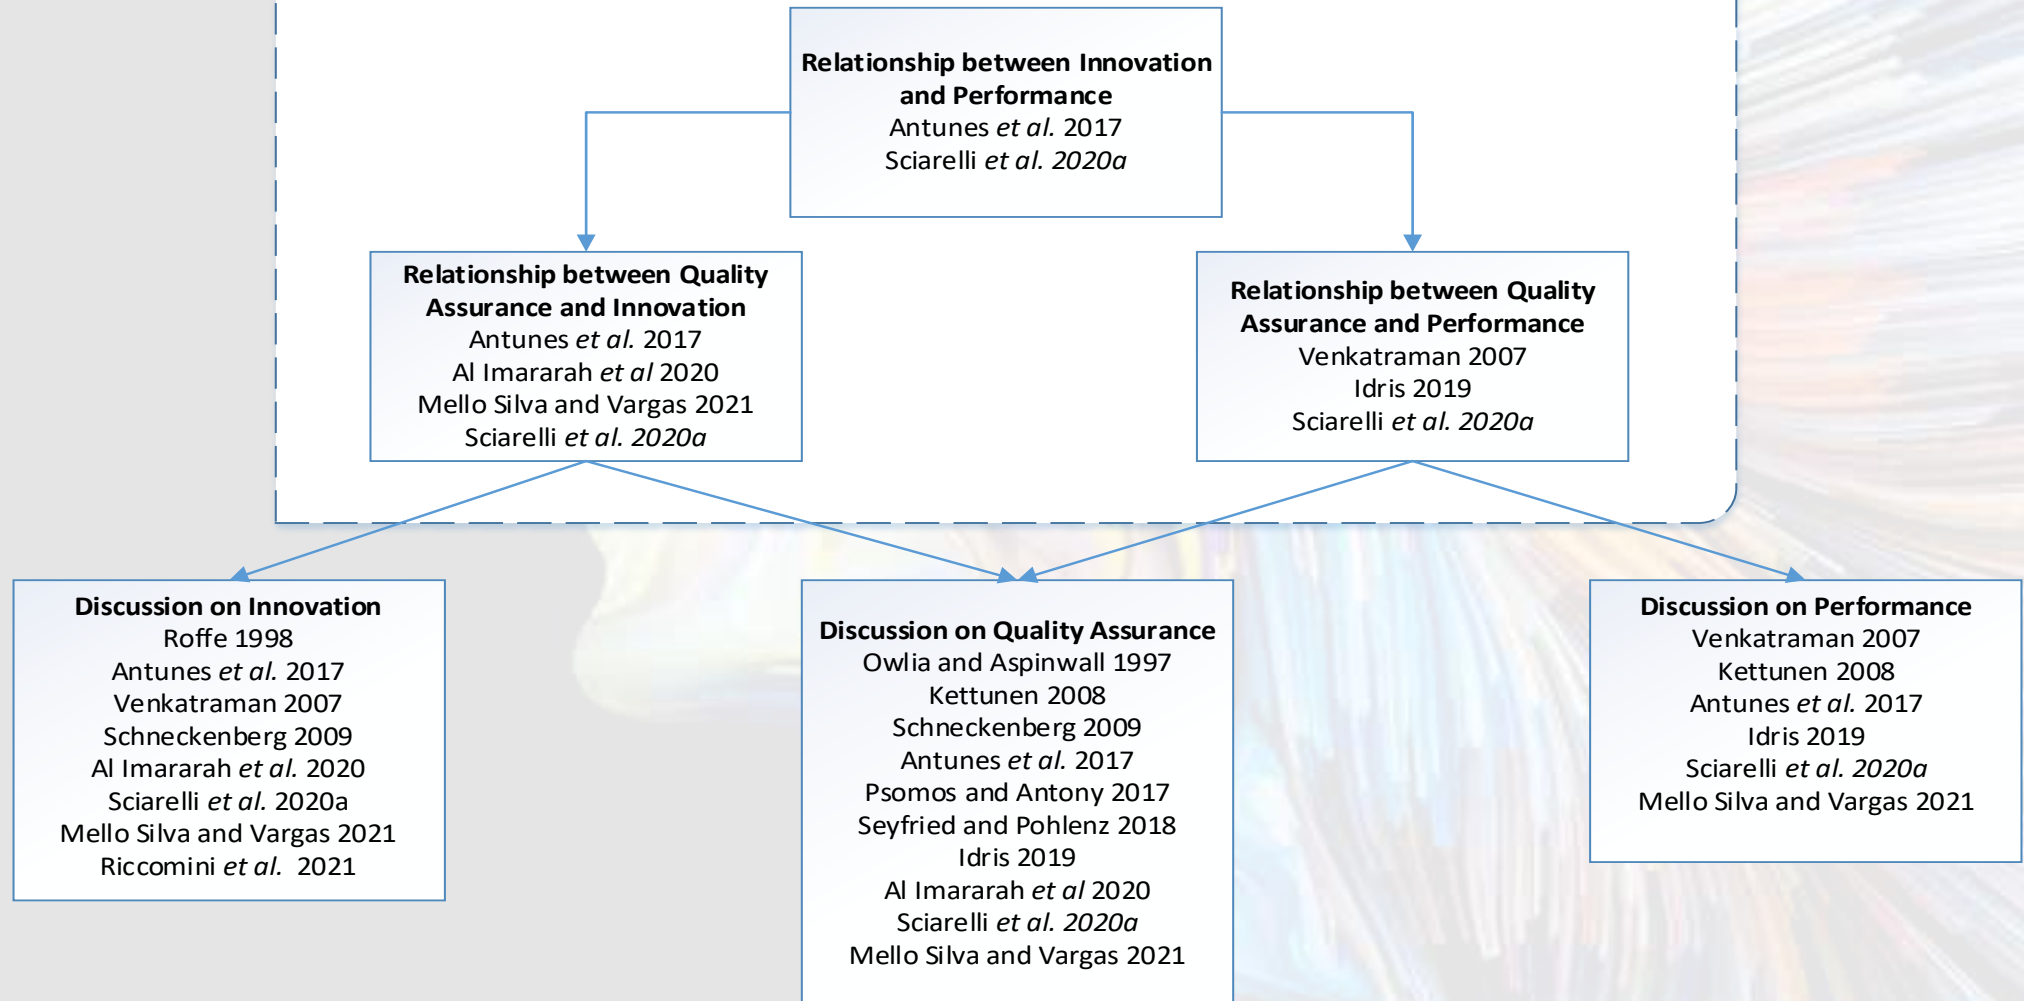 Relationship between Innovation
and Performance
Antunes et al. 2017
Sciarelli et al. 2020a
Relationship between Quality
Assurance and Innovation
Antunes et al. 2017
Al Imararah et al 2020
Mello Silva and Vargas 2021
Sciarelli et al. 2020a
Relationship between Quality
Assurance and Performance
Venkatraman 2007
Idris 2019
Sciarelli et al. 2020a
Discussion on Innovation
Roffe 1998
Antunes et al. 2017
Venkatraman 2007
Schneckenberg 2009
Al Imararah et al. 2020
Sciarelli et al. 2020a
Mello Silva and Vargas 2021
Riccomini et al. 2021
Discussion on Quality Assurance
Owlia and Aspinwall 1997
Kettunen 2008
Schneckenberg 2009
Antunes et al. 2017
Psomos and Antony 2017
Seyfried and Pohlenz 2018
Idris 2019
Al Imararah et al 2020
Sciarelli et al. 2020a
Mello Silva and Vargas 2021
Discussion on Performance
Venkatraman 2007
Kettunen 2008
Antunes et al. 2017
Idris 2019
Sciarelli et al. 2020a
Mello Silva and Vargas 2021